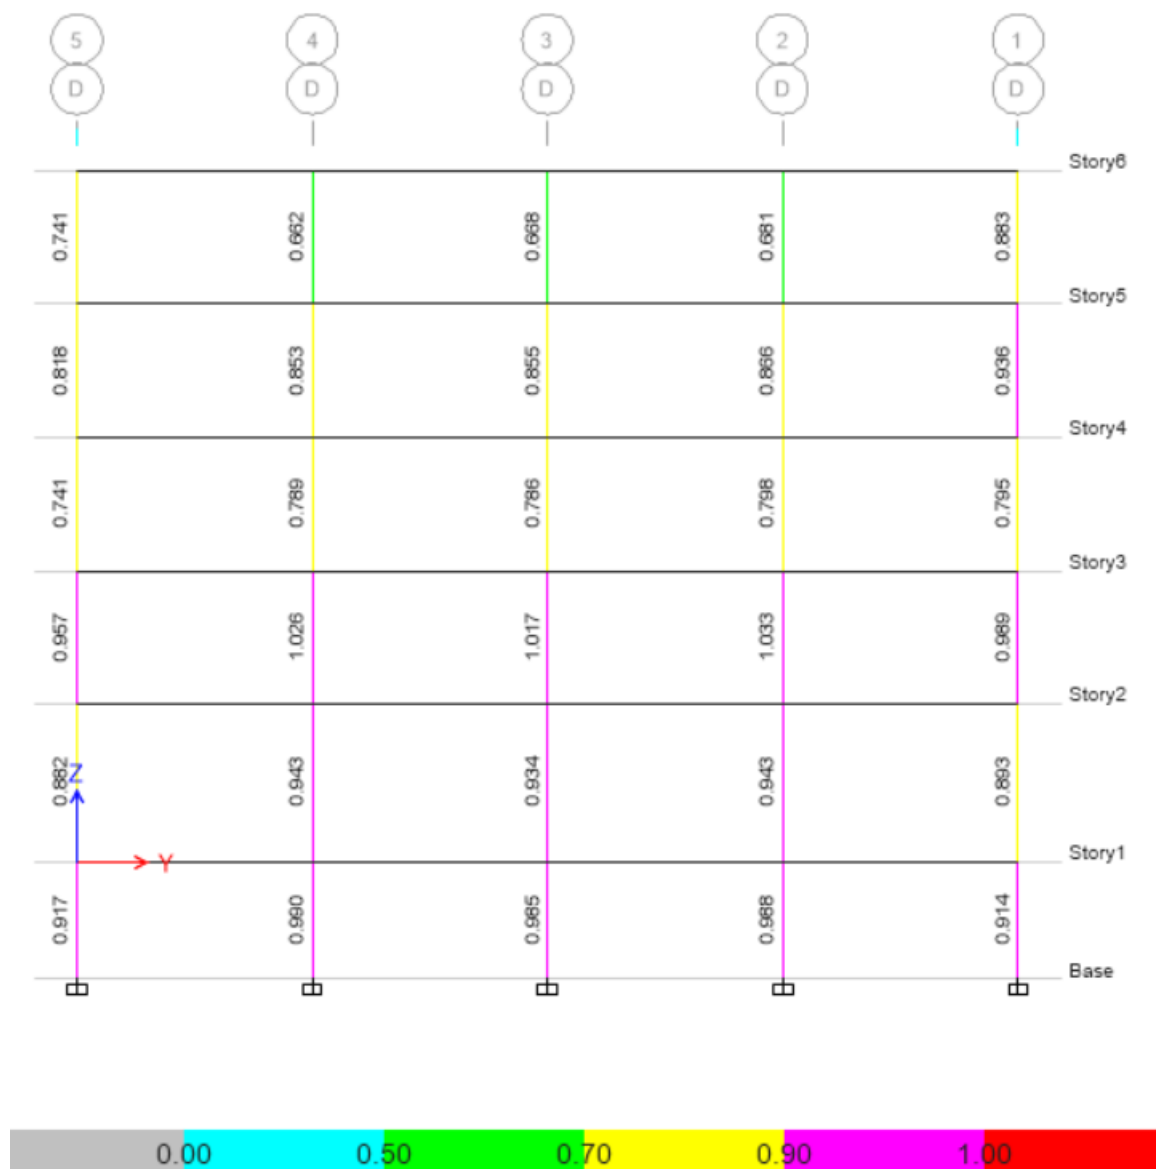 5 4 3 2 1
D D D D D
Story6
0.741 0.662 0.668 0.681 0.883
Story5
0.818 0.853 0.855 0.866 0.936
Story4
0.741 0.789 0.786 0.798 0.795
Story3
0.957 1.026 1.017 1.033 0.989
Story2
0.882 0.943 0.934 0.943 0.893
Z
Y Story1
0.917 0.990 0.985 0.988 0.914
Base
0.00 0.50 0.70 0.90 1.00